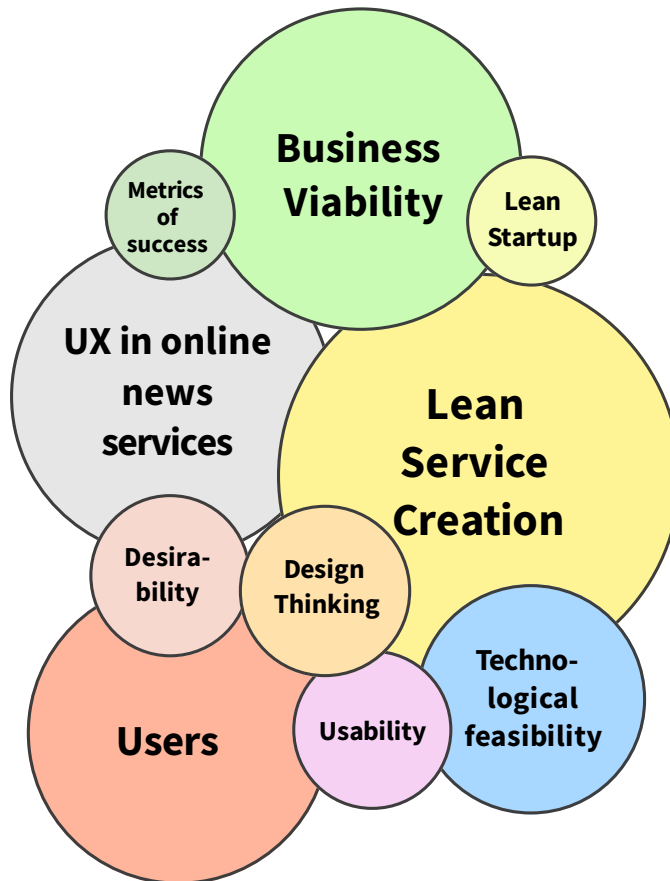 Business
Viability
Metrics
of
success
Lean
Startup
UX in online
news
services
Lean
Service
Creation
Desira-
bility
Design
Thinking
Techno-
logical
feasibility
Users
Usability